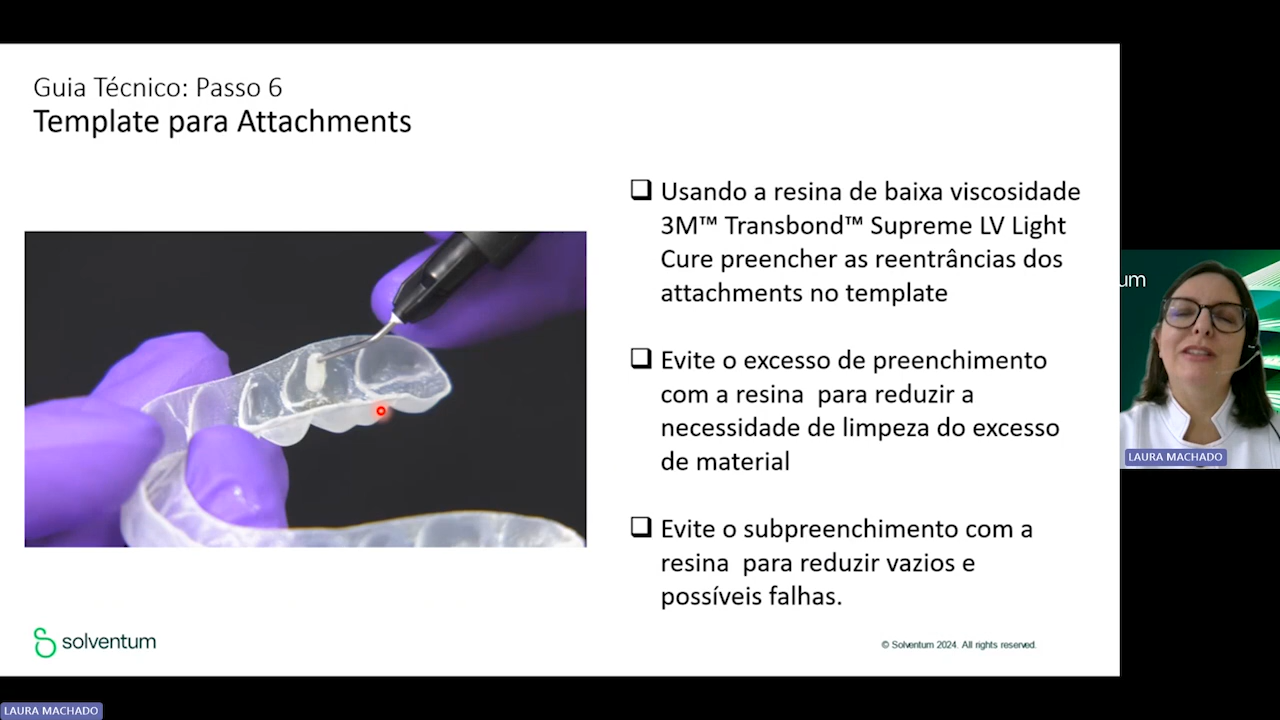 Guia Técnico: Passo 6
Template para Attachments
❑ Usando a resina de baixa viscosidade
3M™ Transbond™ Supreme LV Light
Cure preencher as reentrâncias dos
attachments no template
❑ Evite o excesso de preenchimento
com a resina para reduzir a
necessidade de limpeza do excesso
de material
❑ Evite o subpreenchimento com a
resina para reduzir vazios e
possíveis falhas.
solventum
© Solventum 2024. All rights reserved.
um
LAURA MACHADO
LAURA MACHADO